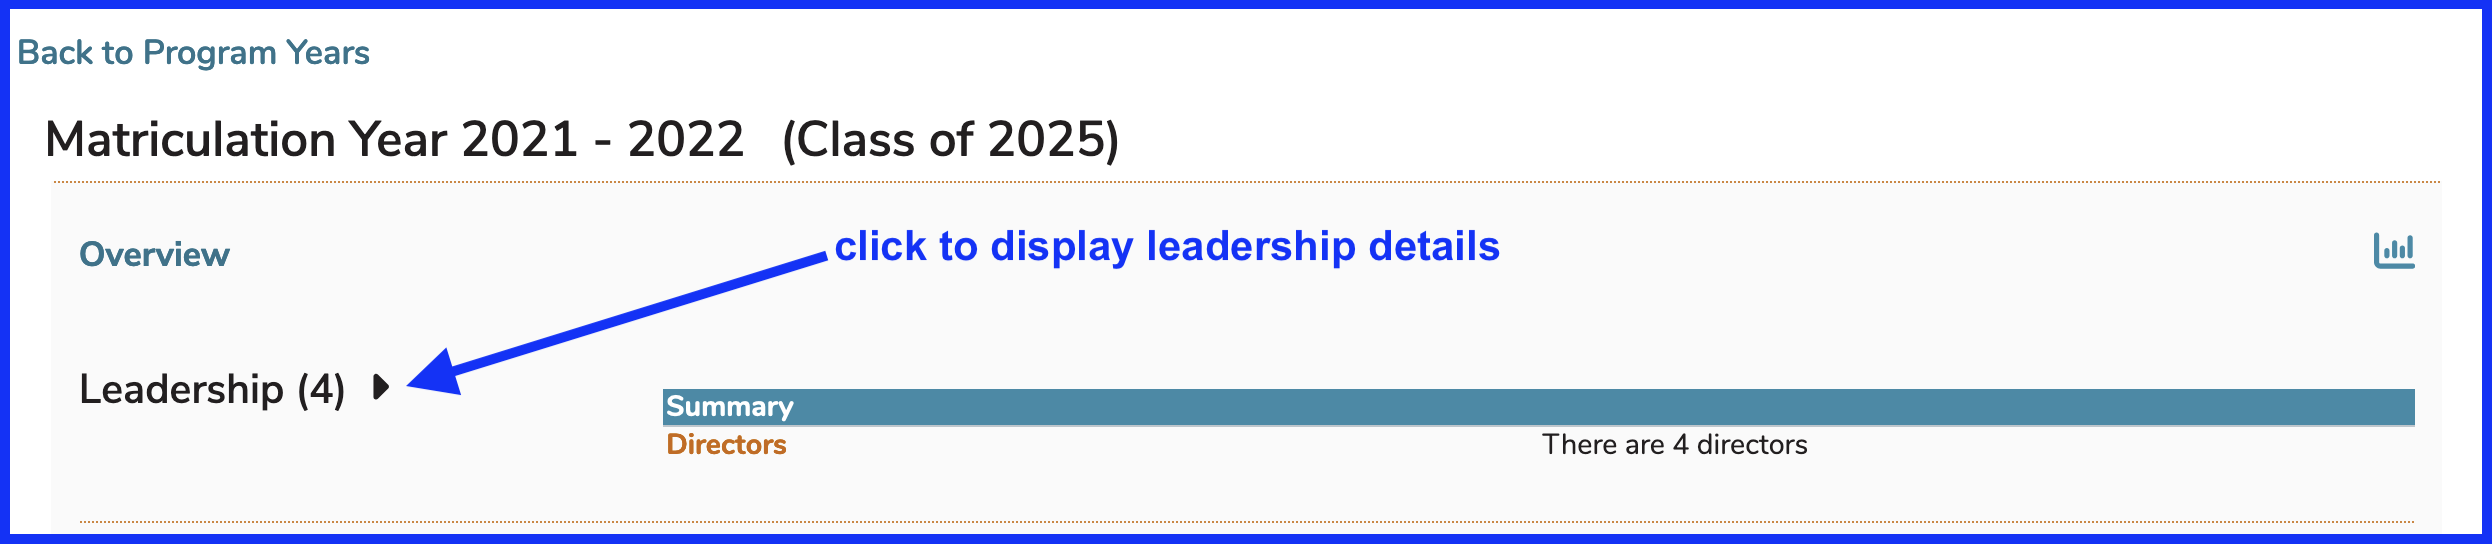 Back to Program Years
Matriculation Year 2021 - 2022 (Class of 2025)
Overview
click to display leadership details
Leadership (4)
Summary
Directors There are 4 directors